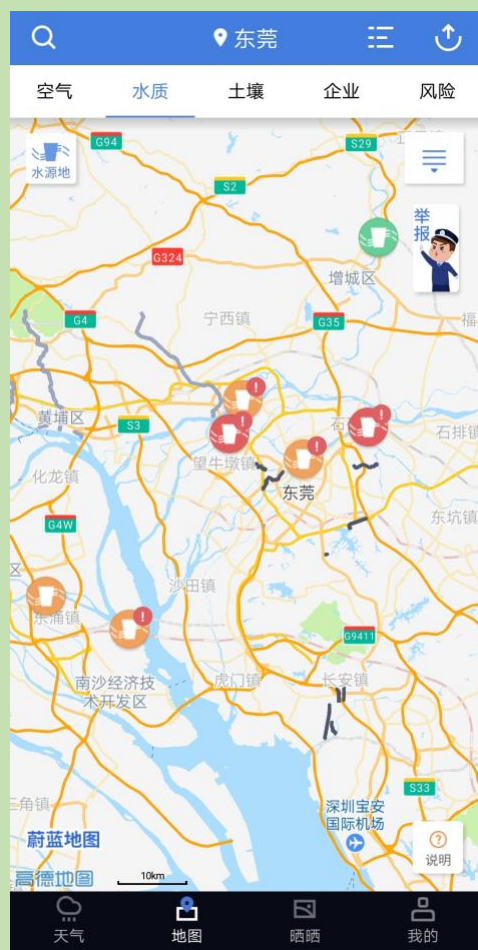 东莞
空气
水质
土壤
企业
风险
水源地
G94
S29
S2
举报
G324
增城区
宁西镇
G4
G35
福
黄埔区
S3
石排镇
望牛墩镇
化龙镇
东莞
G4W
东坑镇
区
沙田镇
东涌镇
G9411
南沙经济技
术开发区
虎门镇
长安镇
S33
三角镇
深圳宝安
国际机场
蔚蓝地图
?
说明
高德地图
10km
天气
地图
晒晒
我的